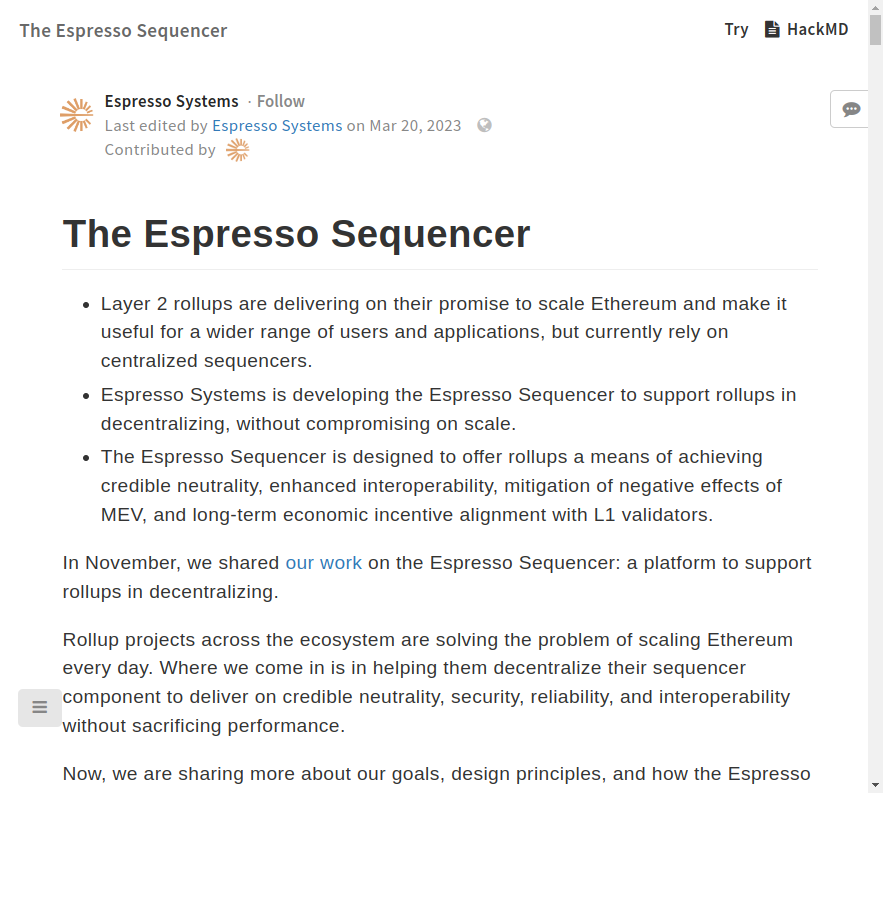 The Espresso Sequencer
Try HackMD
Espresso Systems · Follow
Last edited by Espresso Systems on Mar 20, 2023
Contributed by
The Espresso Sequencer
• Layer 2 rollups are delivering on their promise to scale Ethereum and make it
useful for a wider range of users and applications, but currently rely on
centralized sequencers.
• Espresso Systems is developing the Espresso Sequencer to support rollups in
decentralizing, without compromising on scale.
• The Espresso Sequencer is designed to offer rollups a means of achieving
credible neutrality, enhanced interoperability, mitigation of negative effects of
MEV, and long-term economic incentive alignment with L1 validators.
In November, we shared our work on the Espresso Sequencer: a platform to support
rollups in decentralizing.
Rollup projects across the ecosystem are solving the problem of scaling Ethereum
every day. Where we come in is in helping them decentralize their sequencer
component to deliver on credible neutrality, security, reliability, and interoperability
without sacrificing performance.
Now, we are sharing more about our goals, design principles, and how the Espresso